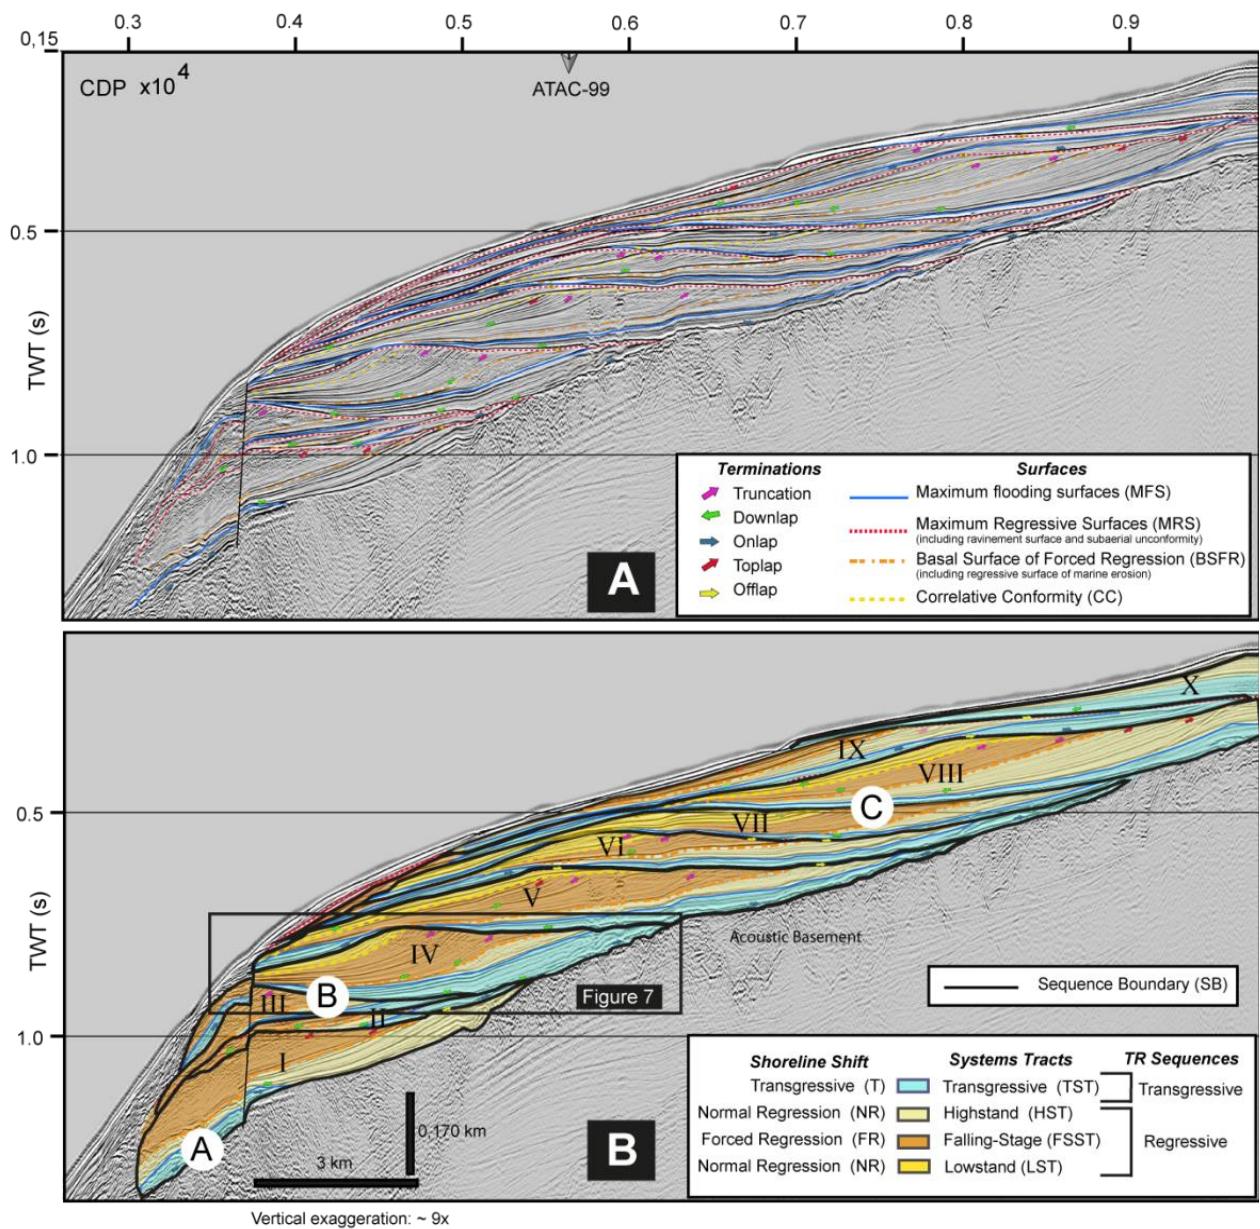 0.3 0.4 0.5 0.6 0.7 0.8 0.9
0,15
CDP x10⁴
ATAC-99
0.5
TWT (s)
1.0
Terminations Surfaces
Truncation Maximum flooding surfaces (MFS)
Downlap
Onlap Maximum Regressive Surfaces (MRS)
(including ravinement surface and subaerial unconformity)
Toplap Basal Surface of Forced Regression (BSFR)
(including regressive surface of marine erosion)
Offlap Correlative Conformity (CC)
A
X
IX
VIII
0.5
C
VII
VI
V
TWT (s)
Acoustic Basement
IV
B
III
Figure 7
Sequence Boundary (SB)
II
1.0
I
Shoreline Shift Systems Tracts TR Sequences
Transgressive (T) Transgressive (TST) Transgressive
Normal Regression (NR) Highstand (HST)
Forced Regression (FR) Falling-Stage (FSST) Regressive
Normal Regression (NR) Lowstand (LST)
0,170 km
A
3 km
B
Vertical exaggeration: ~ 9x